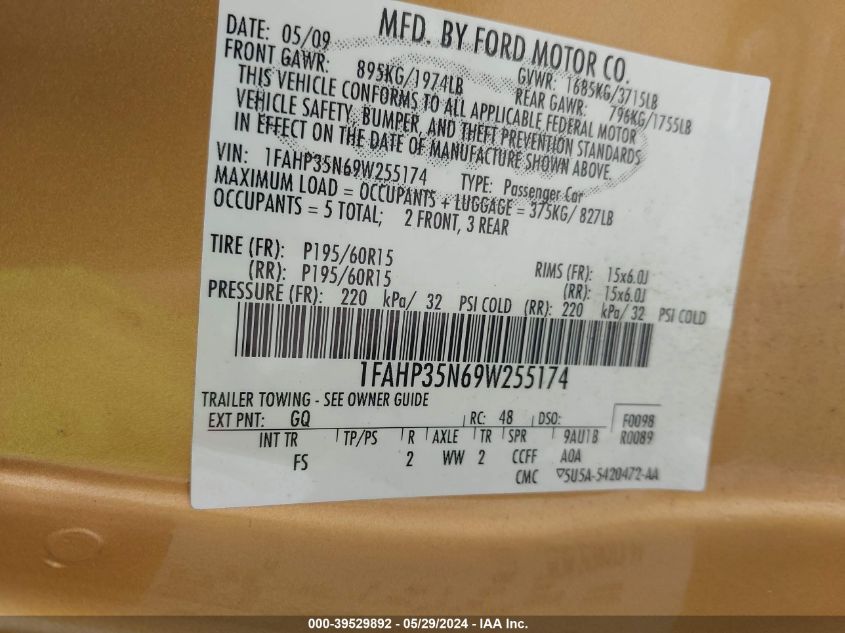 MFD. BY FORD MOTOR CO.
DATE: 05/09 GVWR: 1685KG/3715LB
FRONT GAWR: 895KG/1974LB REAR GAWR: 796KG/1755LB
THIS VEHICLE CONFORMS TO ALL APPLICABLE FEDERAL MOTOR
VEHICLE SAFETY, BUMPER, AND THEFT PREVENTION STANDARDS
IN EFFECT ON THE DATE OF MANUFACTURE SHOWN ABOVE.
VIN: 1FAHP35N69W255174 TYPE: Passenger Car
MAXIMUM LOAD = OCCUPANTS + LUGGAGE = 375KG/ 827LB
OCCUPANTS = 5 TOTAL; 2 FRONT, 3 REAR
TIRE (FR): P195/60R15 RIMS (FR): 15x6.0J
(RR): P195/60R15 (RR): 15x6.0J
PRESSURE (FR): 220 kPa/ 32 PSI COLD (RR): 220 kPa/ 32 PSI COLD
1FAHP35N69W255174
TRAILER TOWING - SEE OWNER GUIDE
EXT PNT: GQ RC: 48 DSO: F0098
INT TR TP/PS R AXLE TR SPR 9AU1B R0089
FS 2 WW 2 CCFF AOA
CMC 5U5A-5420472-AA
000-39529892 - 05/29/2024 - IAA Inc.